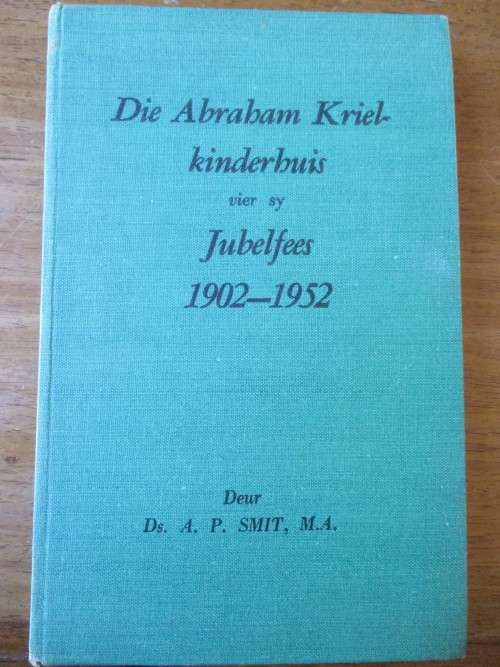 Die Abraham Kriel-
kinderhuis
vier sy
Jubelfees
1902—1952
Deur
Ds. A. P. SMIT, M.A.